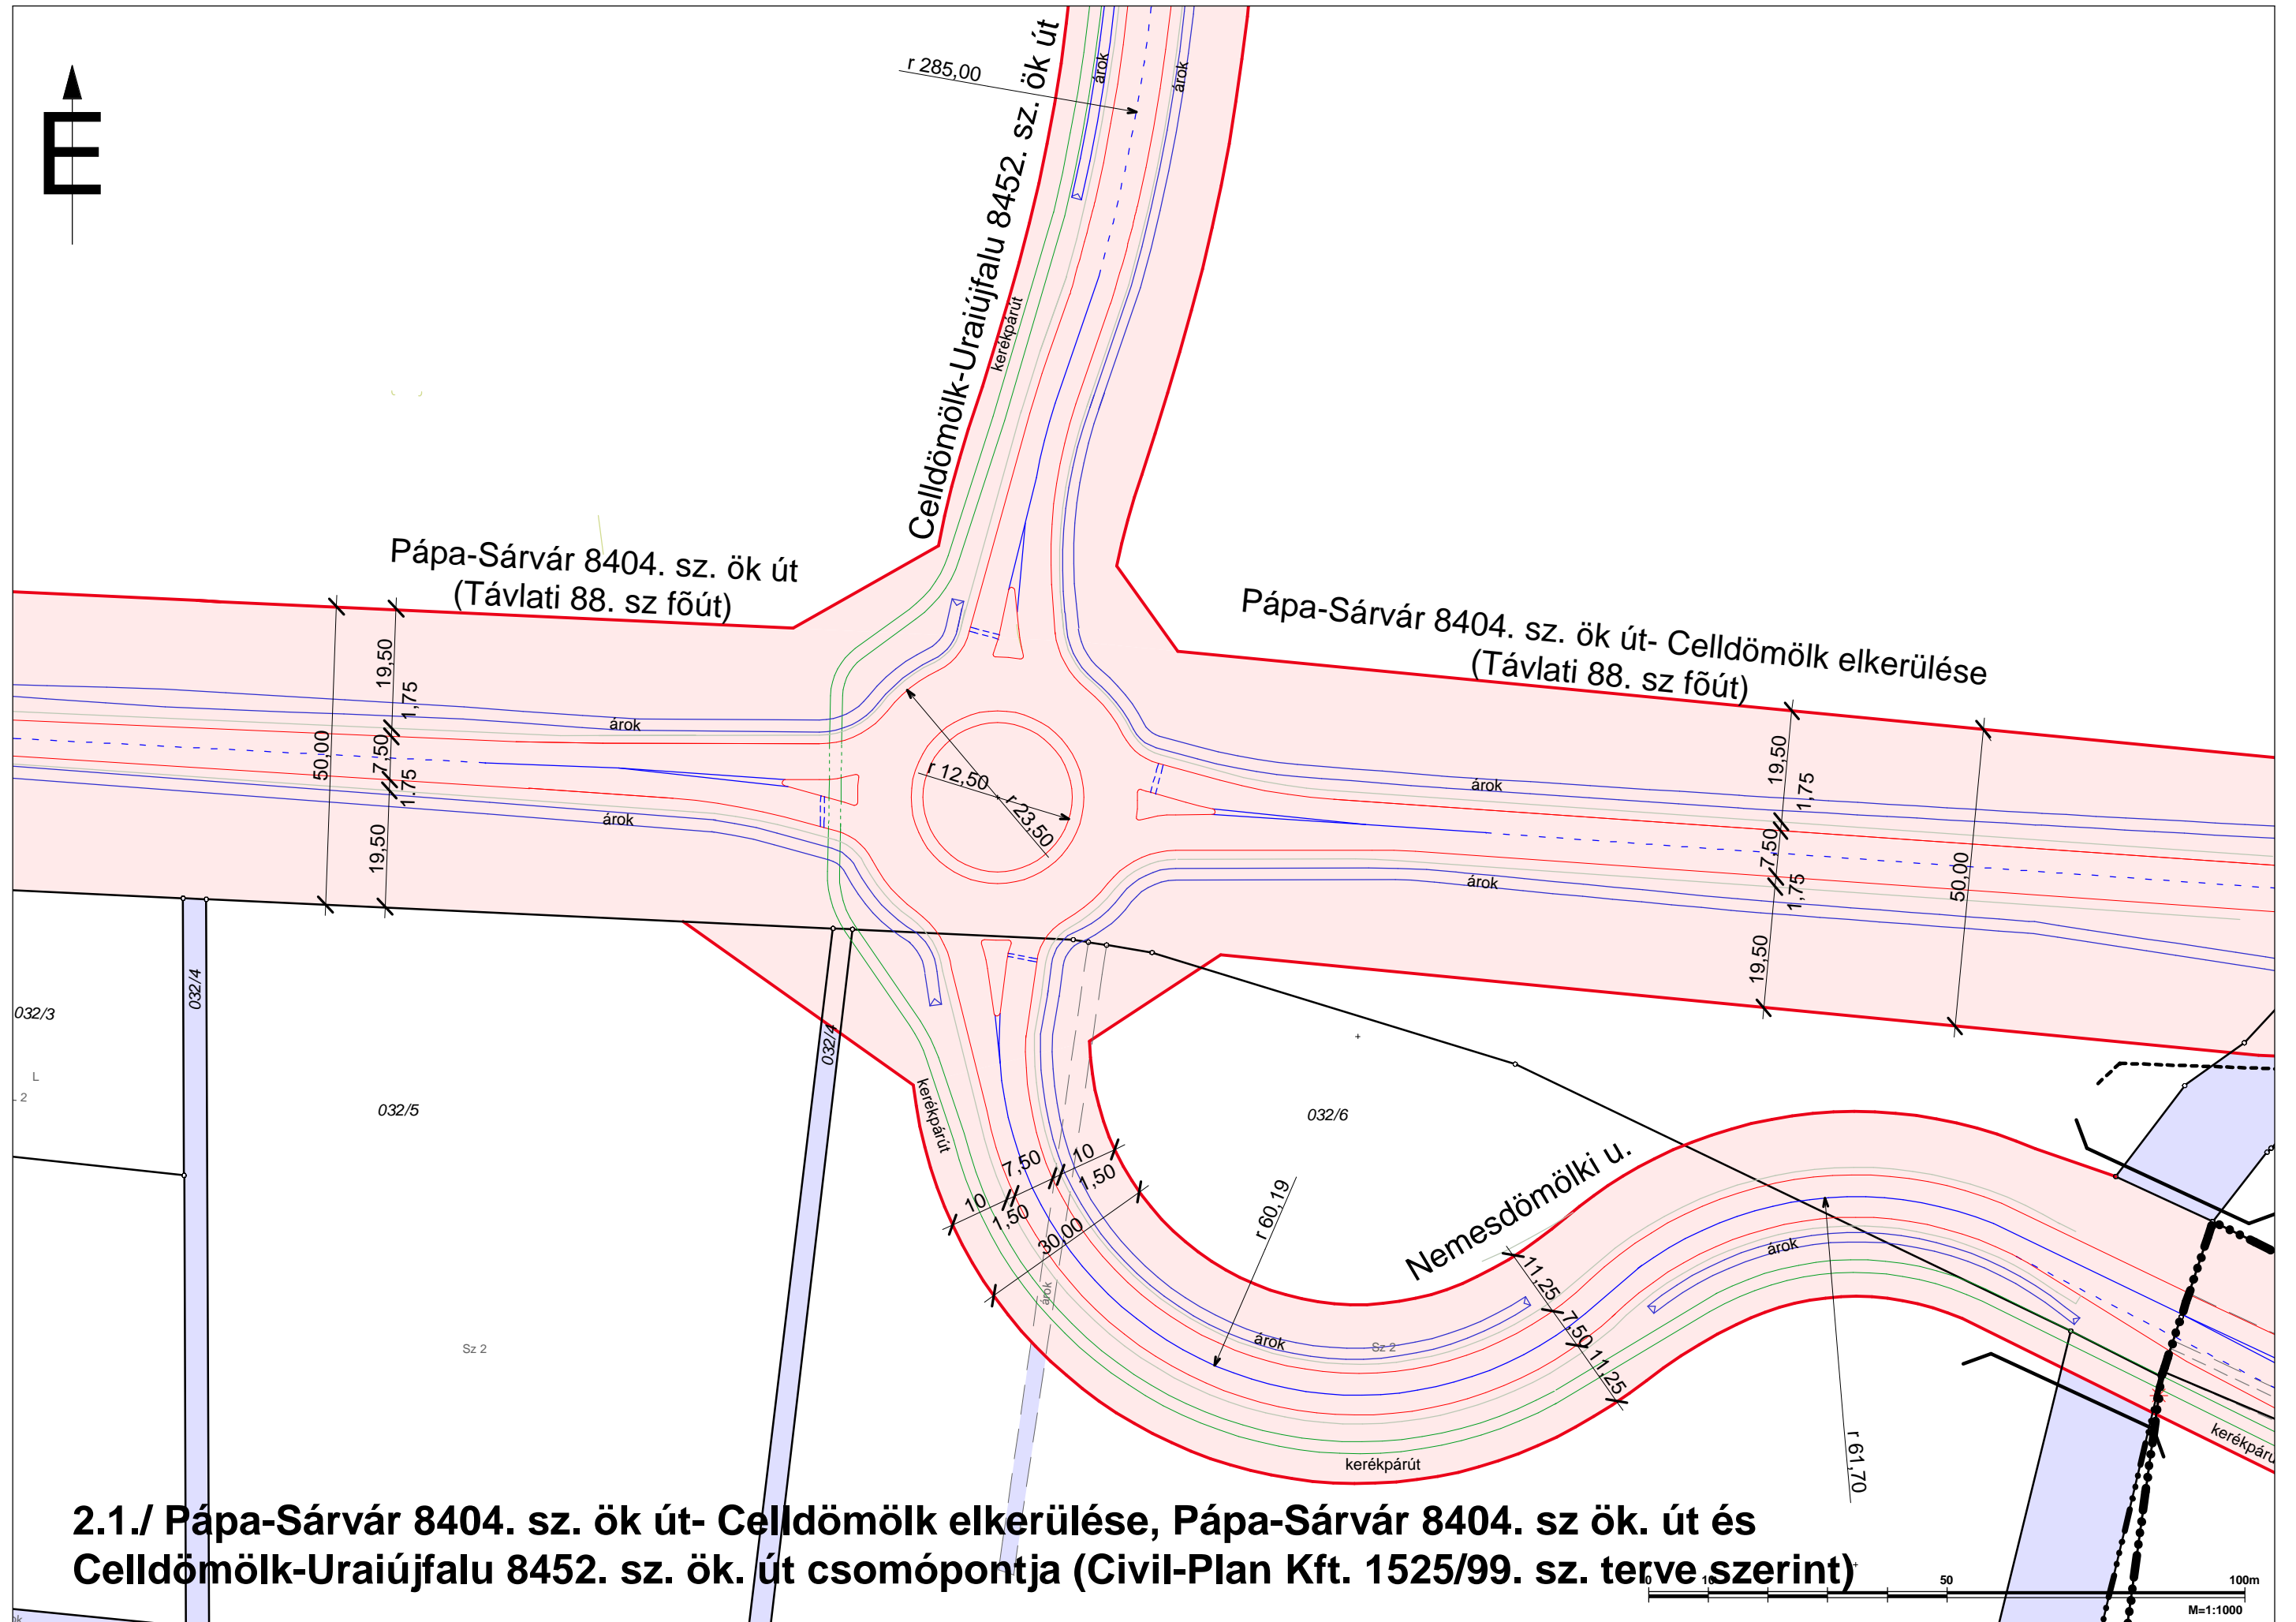 É
r 285,00
Celldömölk-Uraiújfalu 8452. sz. ök út
árok
árok
kerékpárút
Pápa-Sárvár 8404. sz. ök út
(Távlati 88. sz fõút)
Pápa-Sárvár 8404. sz. ök út- Celldömölk elkerülése
(Távlati 88. sz fõút)
50,00
19,50
1,75
7,50
1.75
19,50
árok
árok
r 12,50
r 23,50
árok
árok
19,50
1,75
7,50
1,75
19,50
50,00
032/3
032/4
L
032/5
032/4
Sz 2
kerékpárút
7,50
10
1,50
10
1,50
30,00
árok
032/6
r 60,19
Nemesdömölki u.
árok
Sz 2
kerékpárút
11,25
7,50
11,25
árok
r 61,70
2.1./ Pápa-Sárvár 8404. sz. ök út- Celldömölk elkerülése, Pápa-Sárvár 8404. sz ök. út és
Celldömölk-Uraiújfalu 8452. sz. ök. út csomópontja (Civil-Plan Kft. 1525/99. sz. terve szerint)
0 10 50 100m
M=1:1000